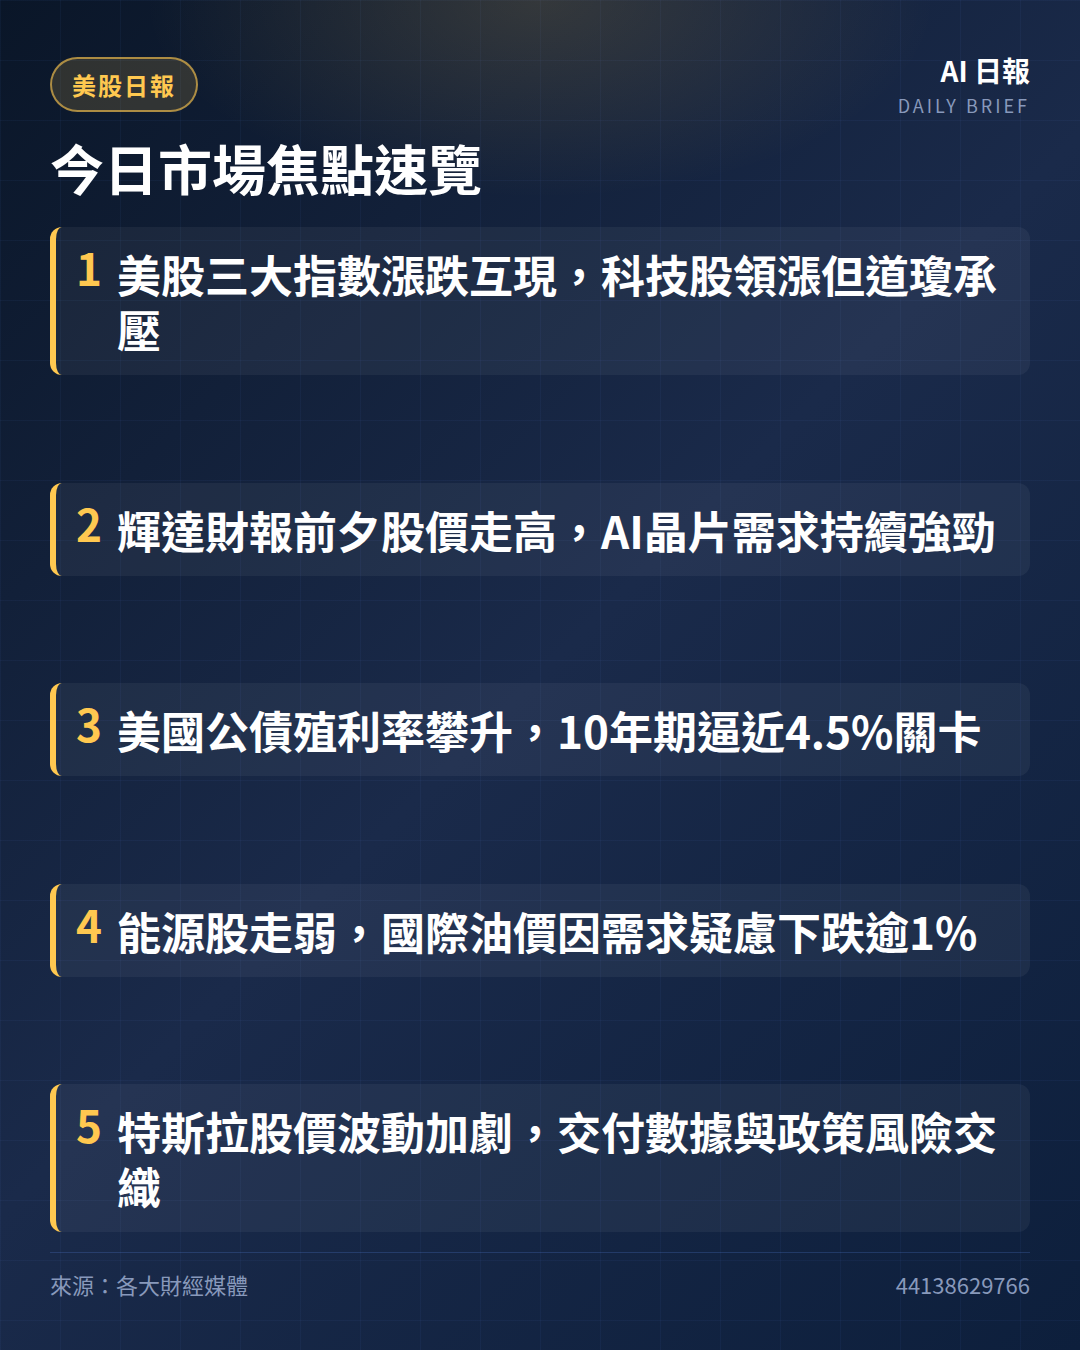 美股日報
AI 日報
DAILY BRIEF
今日市場焦點速覽
1 美股三大指數漲跌互現，科技股領漲但道瓊承
壓
2 輝達財報前夕股價走高，AI晶片需求持續強勁
3 美國公債殖利率攀升，10年期逼近4.5%關卡
4 能源股走弱，國際油價因需求疑慮下跌逾1%
5 特斯拉股價波動加劇，交付數據與政策風險交
織
來源：各大財經媒體
44138629766